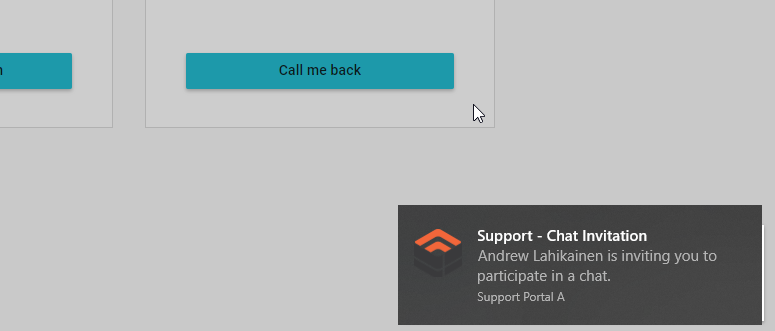 Call me back
Support - Chat Invitation
Andrew Lahikainen is inviting you to
participate in a chat.
Support Portal A